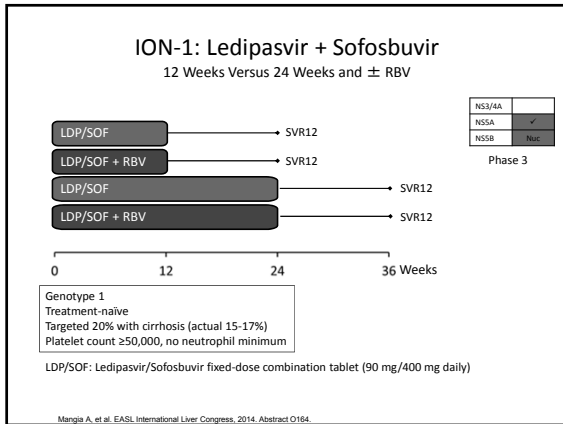 ION-1: Ledipasvir + Sofosbuvir
12 Weeks Versus 24 Weeks and ± RBV
NS3/4A
NS5A ✓
NS5B Nuc
Phase 3
LDP/SOF SVR12
LDP/SOF + RBV SVR12
LDP/SOF SVR12
LDP/SOF + RBV SVR12
0 12 24 36 Weeks
Genotype 1
Treatment-naïve
Targeted 20% with cirrhosis (actual 15-17%)
Platelet count ≥50,000, no neutrophil minimum
LDP/SOF: Ledipasvir/Sofosbuvir fixed-dose combination tablet (90 mg/400 mg daily)
Mangia A, et al. EASL International Liver Congress, 2014. Abstract O164.